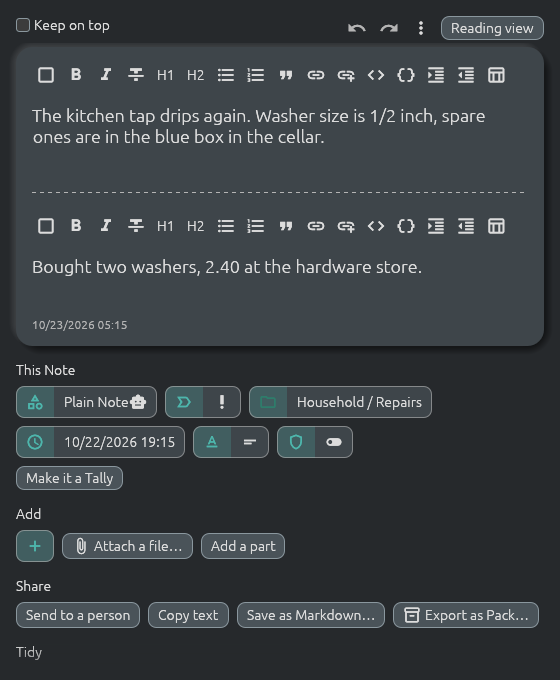 Keep on top
Reading view
B I H1 H2
The kitchen tap drips again. Washer size is 1/2 inch, spare
ones are in the blue box in the cellar.
B I H1 H2
Bought two washers, 2.40 at the hardware store.
10/23/2026 05:15
This Note
Plain Note
Household / Repairs
10/22/2026 19:15
Make it a Tally
Add
Attach a file...
Add a part
Share
Send to a person
Copy text
Save as Markdown...
Export as Pack...
Tidy